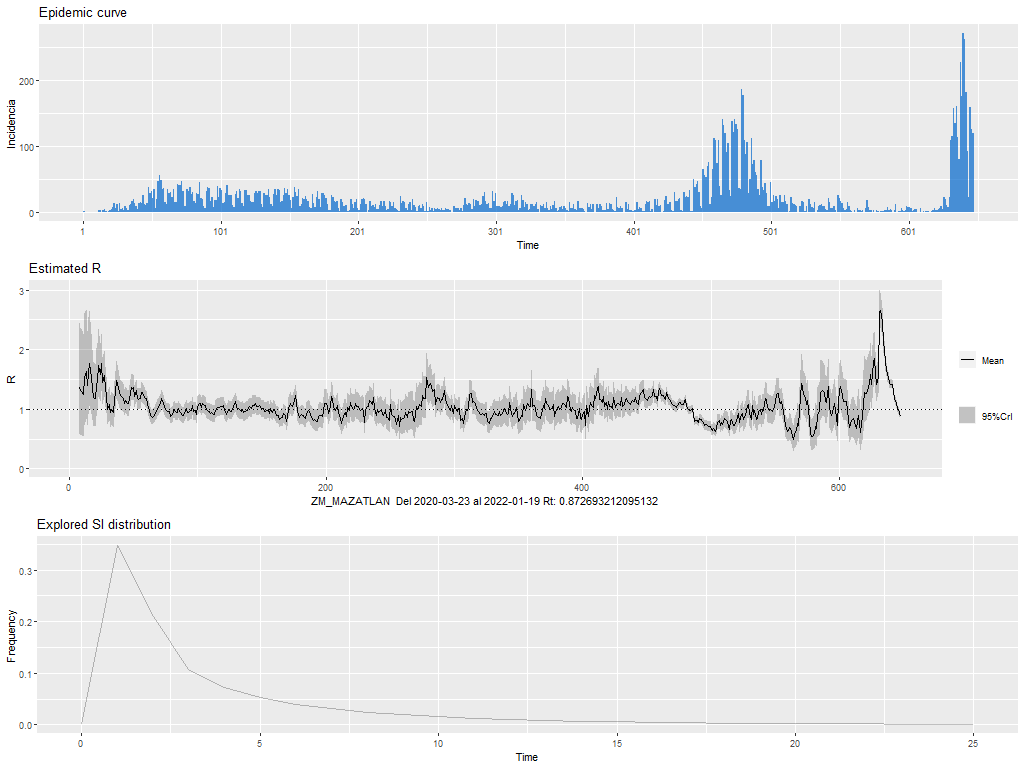 Epidemic curve
Incidencia
200
100
0
1
101
201
301
401
501
601
Time
Estimated R
R
3
2
1
0
0
200
400
600
Mean
95%CrI
ZM_MAZATLAN Del 2020-03-23 al 2022-01-19 Rt: 0.872693212095132
Explored SI distribution
Frequency
0.3
0.2
0.1
0.0
0
5
10
15
20
25
Time